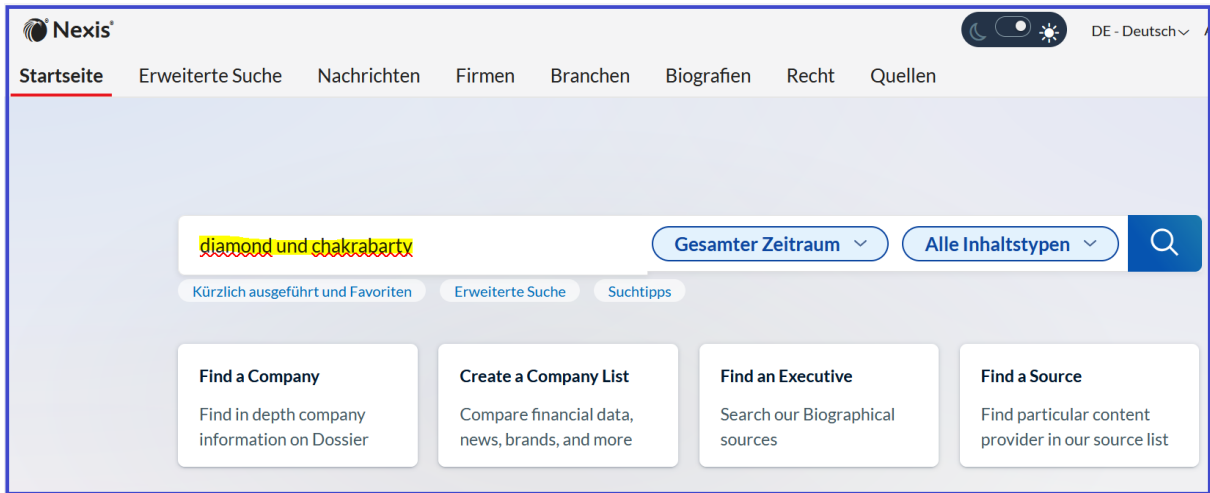 Nexis®
DE - Deutsch
Startseite Erweiterte Suche Nachrichten Firmen Branchen Biografien Recht Quellen
diamond und chakrabarty Gesamter Zeitraum Alle Inhaltstypen
Kürzlich ausgeführt und Favoriten Erweiterte Suche Suchtipps
Find a Company Create a Company List Find an Executive Find a Source
Find in depth company Compare financial data, Search our Biographical Find particular content
information on Dossier news, brands, and more sources provider in our source list